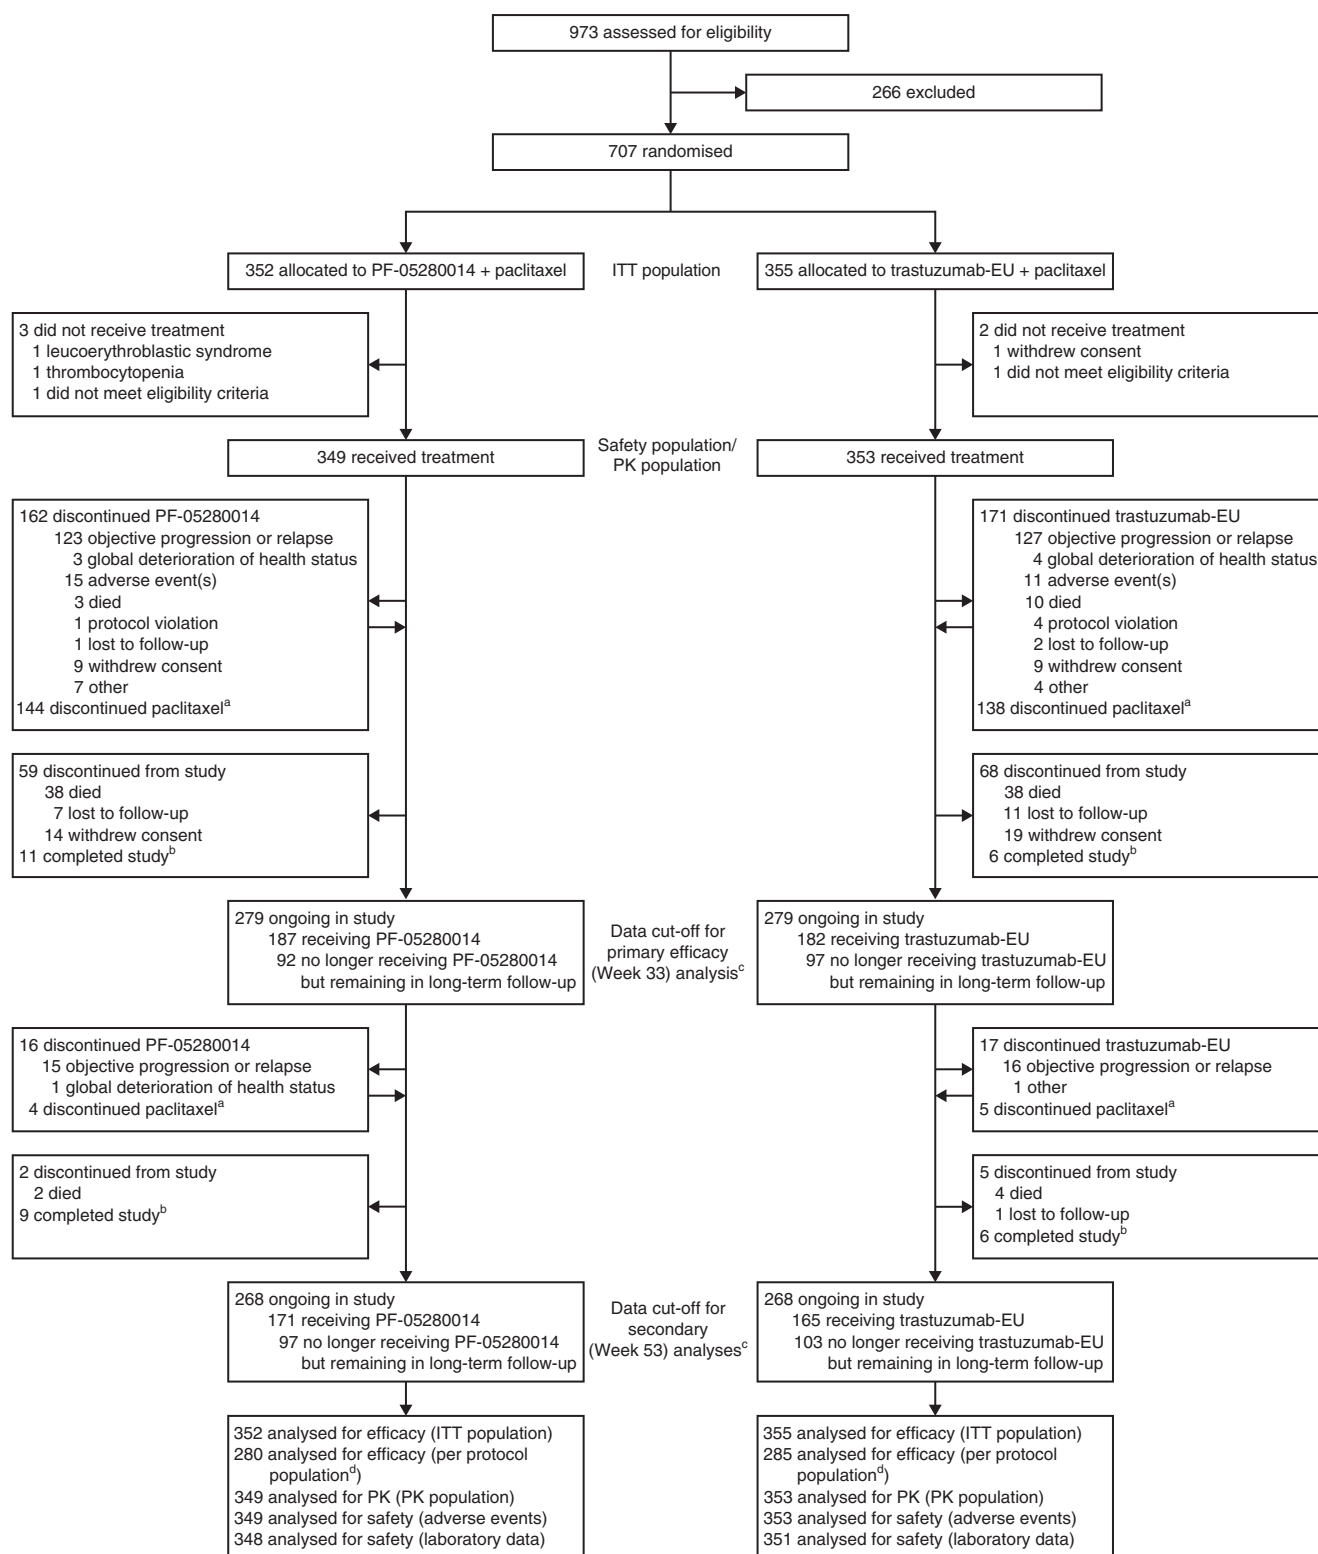 973 assessed for eligibility
266 excluded
707 randomised
352 allocated to PF-05280014 + paclitaxel
ITT population
355 allocated to trastuzumab-EU + paclitaxel
3 did not receive treatment
1 leucoerythroblastic syndrome
1 thrombocytopenia
1 did not meet eligibility criteria
2 did not receive treatment
1 withdrew consent
1 did not meet eligibility criteria
349 received treatment
Safety population/
PK population
353 received treatment
162 discontinued PF-05280014
123 objective progression or relapse
3 global deterioration of health status
15 adverse event(s)
3 died
1 protocol violation
1 lost to follow-up
9 withdrew consent
7 other
144 discontinued paclitaxel^a
171 discontinued trastuzumab-EU
127 objective progression or relapse
4 global deterioration of health status
11 adverse event(s)
10 died
4 protocol violation
2 lost to follow-up
9 withdrew consent
4 other
138 discontinued paclitaxel^a
59 discontinued from study
38 died
7 lost to follow-up
14 withdrew consent
11 completed study^b
68 discontinued from study
38 died
11 lost to follow-up
19 withdrew consent
6 completed study^b
279 ongoing in study
187 receiving PF-05280014
92 no longer receiving PF-05280014
but remaining in long-term follow-up
Data cut-off for
primary efficacy
(Week 33) analysis^c
279 ongoing in study
182 receiving trastuzumab-EU
97 no longer receiving trastuzumab-EU
but remaining in long-term follow-up
16 discontinued PF-05280014
15 objective progression or relapse
1 global deterioration of health status
4 discontinued paclitaxel^a
17 discontinued trastuzumab-EU
16 objective progression or relapse
1 other
5 discontinued paclitaxel^a
2 discontinued from study
2 died
9 completed study^b
5 discontinued from study
4 died
1 lost to follow-up
6 completed study^b
268 ongoing in study
171 receiving PF-05280014
97 no longer receiving PF-05280014
but remaining in long-term follow-up
Data cut-off for
secondary
(Week 53) analyses^c
268 ongoing in study
165 receiving trastuzumab-EU
103 no longer receiving trastuzumab-EU
but remaining in long-term follow-up
352 analysed for efficacy (ITT population)
280 analysed for efficacy (per protocol
population^d)
349 analysed for PK (PK population)
349 analysed for safety (adverse events)
348 analysed for safety (laboratory data)
355 analysed for efficacy (ITT population)
285 analysed for efficacy (per protocol
population^d)
353 analysed for PK (PK population)
353 analysed for safety (adverse events)
351 analysed for safety (laboratory data)